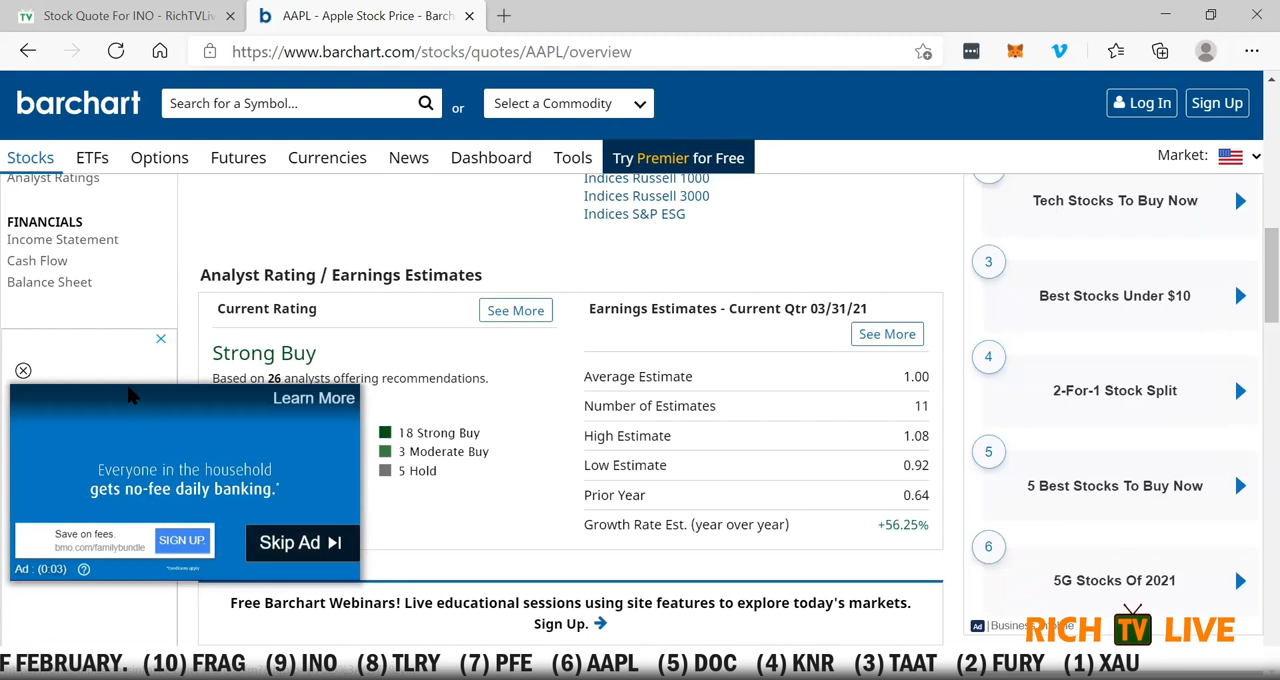 Stock Quote For INO - RichTVLiv
AAPL - Apple Stock Price - Barch
https://www.barchart.com/stocks/quotes/AAPL/overview
barchart
Search for a Symbol...
or
Select a Commodity
Log In
Sign Up
Stocks
ETFs
Options
Futures
Currencies
News
Dashboard
Tools
Try Premier for Free
Market:
Analyst Ratings
FINANCIALS
Income Statement
Cash Flow
Balance Sheet
Indices Russell 1000
Indices Russell 3000
Indices S&P ESG
Analyst Rating / Earnings Estimates
Current Rating
See More
Strong Buy
Based on 26 analysts offering recommendations.
18 Strong Buy
3 Moderate Buy
5 Hold
Earnings Estimates - Current Qtr 03/31/21
See More
Average Estimate 1.00
Number of Estimates 11
High Estimate 1.08
Low Estimate 0.92
Prior Year 0.64
Growth Rate Est. (year over year) +56.25%
Learn More
Everyone in the household
gets no-fee daily banking.*
Save on fees.
bmo.com/familybundle
SIGN UP
Skip Ad
Ad : (0:03)
Free Barchart Webinars! Live educational sessions using site features to explore today's markets.
Sign Up.
Tech Stocks To Buy Now
3
Best Stocks Under $10
4
2-For-1 Stock Split
5
5 Best Stocks To Buy Now
6
5G Stocks Of 2021
Ad
RICH TV LIVE
F FEBRUARY. (10) FRAG (9) INO (8) TLRY (7) PFE (6) AAPL (5) DOC (4) KNR (3) TAAT (2) FURY (1) XAU